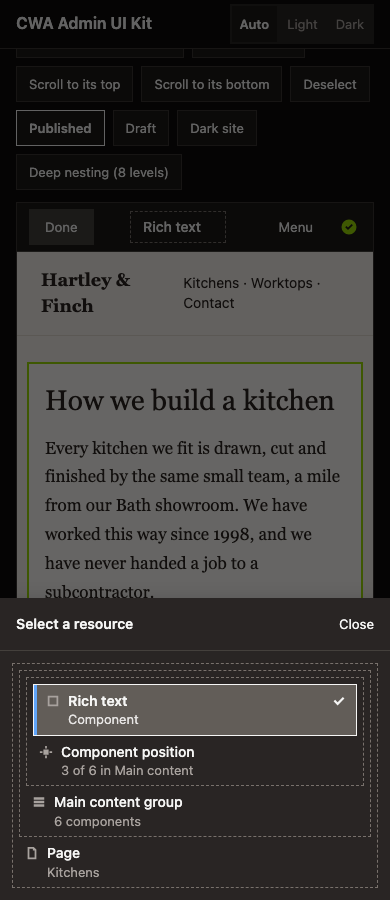 CWA Admin UI Kit
Auto Light Dark
Scroll to its top Scroll to its bottom Deselect
Published Draft Dark site
Deep nesting (8 levels)
Done Rich text Menu
Hartley &
Finch
Kitchens · Worktops ·
Contact
How we build a kitchen
Every kitchen we fit is drawn, cut and
finished by the same small team, a mile
from our Bath showroom. We have
worked this way since 1998, and we
have never handed a job to a
subcontractor.
Select a resource Close
Rich text
Component
Component position
3 of 6 in Main content
Main content group
6 components
Page
Kitchens